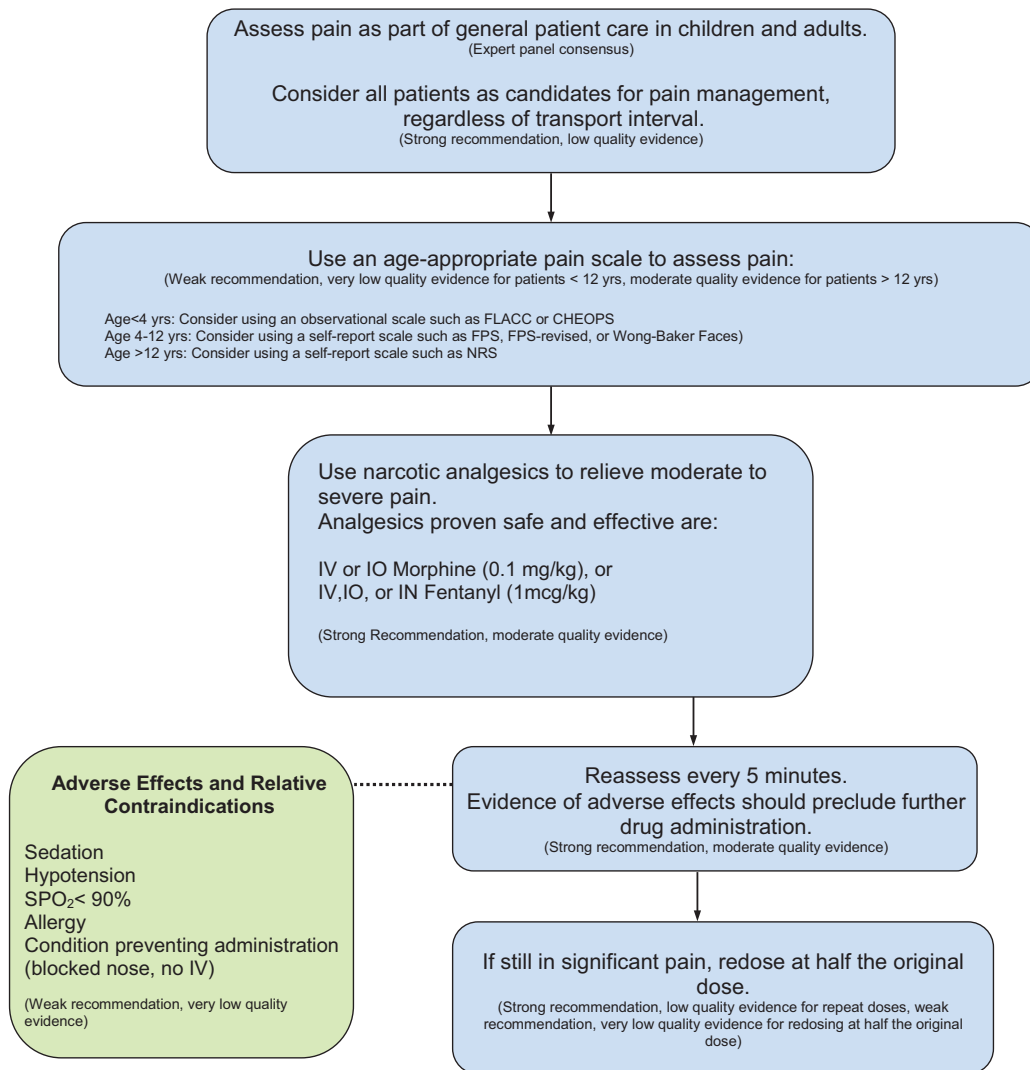 Assess pain as part of general patient care in children and adults.
(Expert panel consensus)
Consider all patients as candidates for pain management,
regardless of transport interval.
(Strong recommendation, low quality evidence)
Use an age-appropriate pain scale to assess pain:
(Weak recommendation, very low quality evidence for patients < 12 yrs, moderate quality evidence for patients > 12 yrs)
Age<4 yrs: Consider using an observational scale such as FLACC or CHEOPS
Age 4-12 yrs: Consider using a self-report scale such as FPS, FPS-revised, or Wong-Baker Faces)
Age >12 yrs: Consider using a self-report scale such as NRS
Use narcotic analgesics to relieve moderate to
severe pain.
Analgesics proven safe and effective are:
IV or IO Morphine (0.1 mg/kg), or
IV,IO, or IN Fentanyl (1mcg/kg)
(Strong Recommendation, moderate quality evidence)
Reassess every 5 minutes.
Evidence of adverse effects should preclude further
drug administration.
(Strong recommendation, moderate quality evidence)
Adverse Effects and Relative
Contraindications
Sedation
Hypotension
SPO₂< 90%
Allergy
Condition preventing administration
(blocked nose, no IV)
(Weak recommendation, very low quality
evidence)
If still in significant pain, redose at half the original
dose.
(Strong recommendation, low quality evidence for repeat doses, weak
recommendation, very low quality evidence for redosing at half the original
dose)